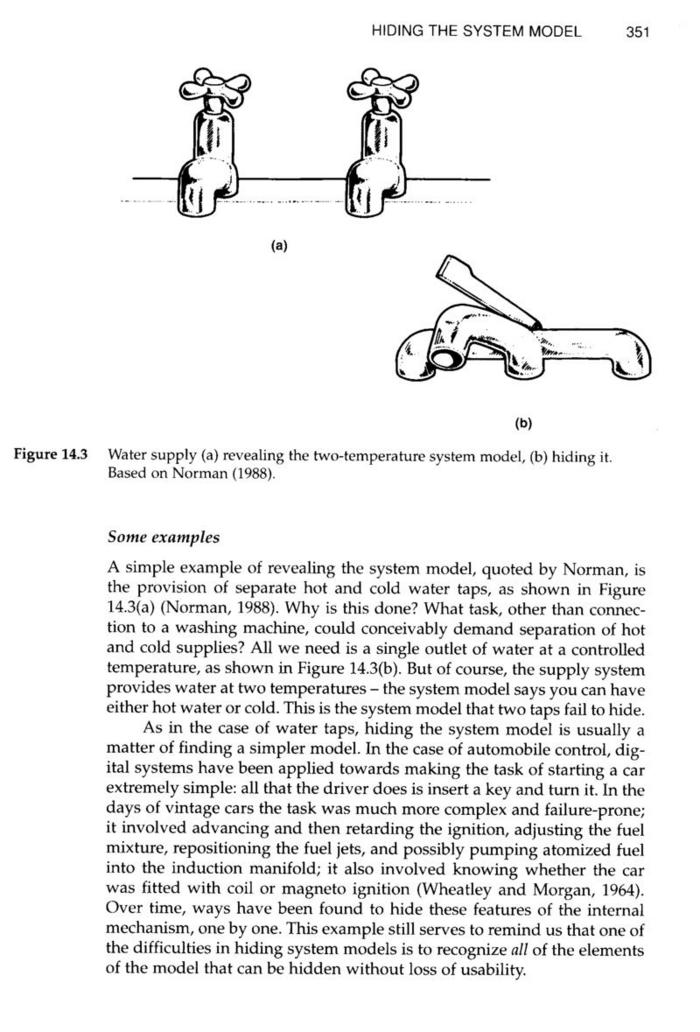 HIDING THE SYSTEM MODEL 351
(a)
(b)
Figure 14.3 Water supply (a) revealing the two-temperature system model, (b) hiding it.
Based on Norman (1988).
Some examples
A simple example of revealing the system model, quoted by Norman, is
the provision of separate hot and cold water taps, as shown in Figure
14.3(a) (Norman, 1988). Why is this done? What task, other than connec-
tion to a washing machine, could conceivably demand separation of hot
and cold supplies? All we need is a single outlet of water at a controlled
temperature, as shown in Figure 14.3(b). But of course, the supply system
provides water at two temperatures – the system model says you can have
either hot water or cold. This is the system model that two taps fail to hide.
As in the case of water taps, hiding the system model is usually a
matter of finding a simpler model. In the case of automobile control, dig-
ital systems have been applied towards making the task of starting a car
extremely simple: all that the driver does is insert a key and turn it. In the
days of vintage cars the task was much more complex and failure-prone;
it involved advancing and then retarding the ignition, adjusting the fuel
mixture, repositioning the fuel jets, and possibly pumping atomized fuel
into the induction manifold; it also involved knowing whether the car
was fitted with coil or magneto ignition (Wheatley and Morgan, 1964).
Over time, ways have been found to hide these features of the internal
mechanism, one by one. This example still serves to remind us that one of
the difficulties in hiding system models is to recognize all of the elements
of the model that can be hidden without loss of usability.